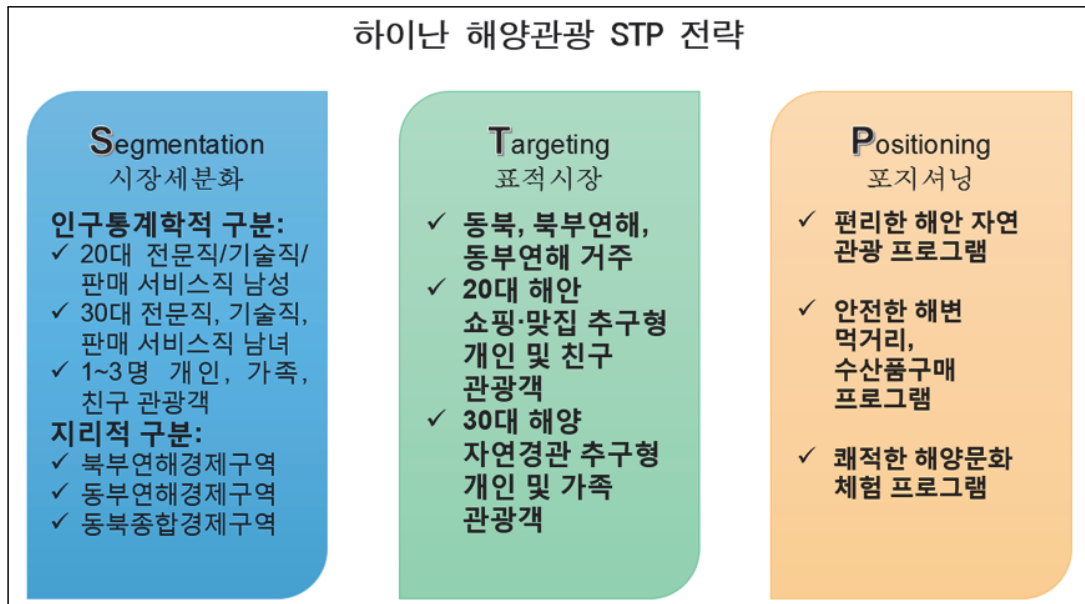 하이난 해양관광 STP 전략
Segmentation
시장세분화
인구통계학적 구분:
✓ 20대 전문직/기술직/
판매 서비스직 남성
✓ 30대 전문직, 기술직,
판매 서비스직 남녀
✓ 1~3명 개인, 가족,
친구 관광객
지리적 구분:
✓ 북부연해경제구역
✓ 동부연해경제구역
✓ 동북종합경제구역
Targeting
표적시장
✓ 동북, 북부연해,
동부연해 거주
✓ 20대 해안
쇼핑·맛집 추구형
개인 및 친구
관광객
✓ 30대 해양
자연경관 추구형
개인 및 가족
관광객
Positioning
포지셔닝
✓ 편리한 해안 자연
관광 프로그램
✓ 안전한 해변
먹거리,
수산품구매
프로그램
✓ 쾌적한 해양문화
체험 프로그램